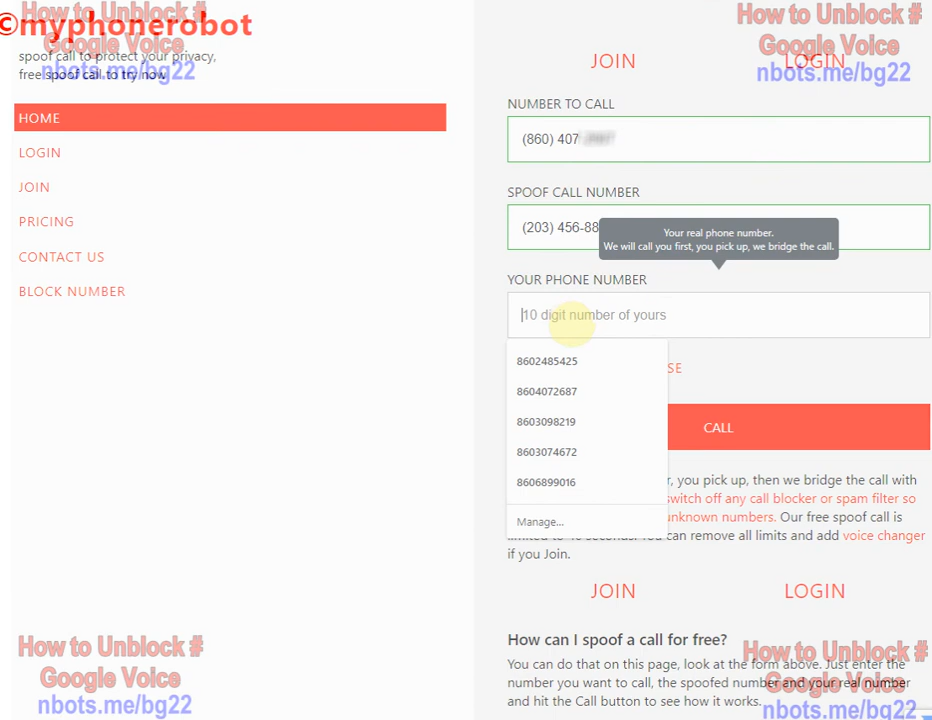 How to Unblock #
Google Voice
nbots.me/bg22
©myphonerobot
spoof call to protect your privacy,
free spoof call to try now
HOME
LOGIN
JOIN
PRICING
CONTACT US
BLOCK NUMBER
How to Unblock #
Google Voice
nbots.me/bg22
How to Unblock #
Google Voice
nbots.me/bg22
JOIN
LOGIN
NUMBER TO CALL
(860) 407
SPOOF CALL NUMBER
(203) 456-88
Your real phone number.
We will call you first, you pick up, we bridge the call.
YOUR PHONE NUMBER
10 digit number of yours
8602485425
8604072687
8603098219
8603074672
8606899016
Manage...
SE
CALL
r, you pick up, then we bridge the call with
switch off any call blocker or spam filter so
unknown numbers. Our free spoof call is
can remove all limits and add voice changer
if you Join.
JOIN
LOGIN
How can I spoof a call for free?
You can do that on this page, look at the form above. Just enter the
number you want to call, the spoofed number and your real number
and hit the Call button to see how it works.
How to Unblock #
Google Voice
nbots.me/bg22